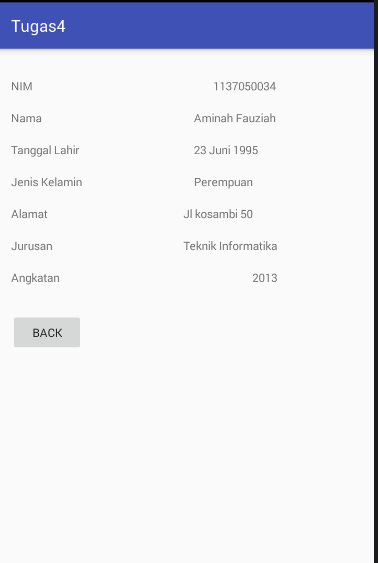 Tugas4
NIM 1137050034
Nama Aminah Fauziah
Tanggal Lahir 23 Juni 1995
Jenis Kelamin Perempuan
Alamat Jl kosambi 50
Jurusan Teknik Informatika
Angkatan 2013
BACK